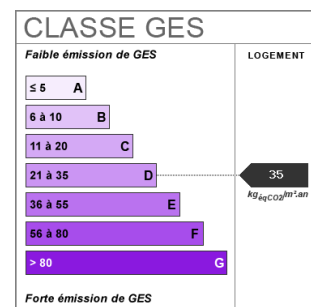 CLASSE GES
Faible émission de GES
LOGEMENT
≤ 5 A
6 à 10 B
11 à 20 C
21 à 35 D
35
kgéqCO2/m².an
36 à 55 E
56 à 80 F
> 80 G
Forte émission de GES